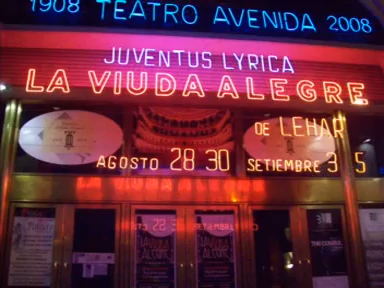 1908 TEATRO AVENIDA 2008
JUVENTUS LYRICA
LA VIUDA ALEGRE.
DE LEHAR
AGOSTO 28 30 SETIEMBRE 3 5
LA VIUDA
ALEGRE